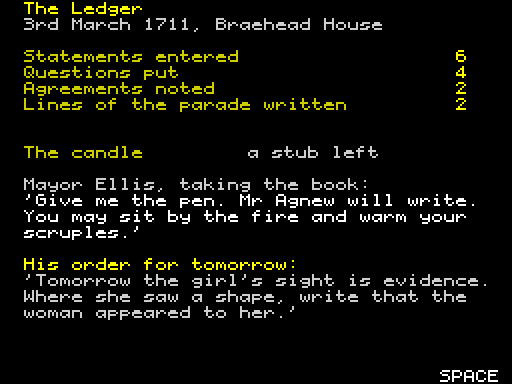 The Ledger
3rd March 1711, Braehead House
Statements entered 6
Questions put 4
Agreements noted 2
Lines of the parade written 2
The candle a stub left
Mayor Ellis, taking the book:
'Give me the pen. Mr Agnew will write.
You may sit by the fire and warm your
scruples.'
His order for tomorrow:
'Tomorrow the girl's sight is evidence.
Where she saw a shape, write that the
woman appeared to her.'
SPACE